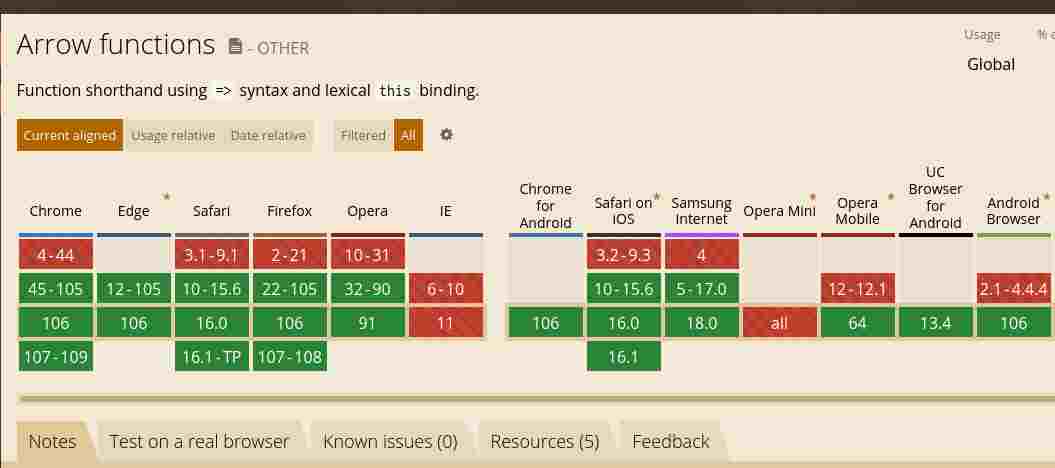 Arrow functions - OTHER
Usage %
Global
Function shorthand using => syntax and lexical this binding.
Current aligned Usage relative Date relative Filtered All
Chrome Edge * Safari Firefox Opera IE Chrome for Android Safari on iOS * Samsung Internet Opera Mini * Opera Mobile * UC Browser for Android Android Browser *
4-44 3.1-9.1 2-21 10-31 3.2-9.3 4
45-105 12-105 10-15.6 22-105 32-90 6-10 10-15.6 5-17.0 12-12.1 2.1-4.4.4
106 106 16.0 106 91 11 106 16.0 18.0 all 64 13.4 106
107-109 16.1-TP 107-108 16.1
Notes Test on a real browser Known issues (0) Resources (5) Feedback